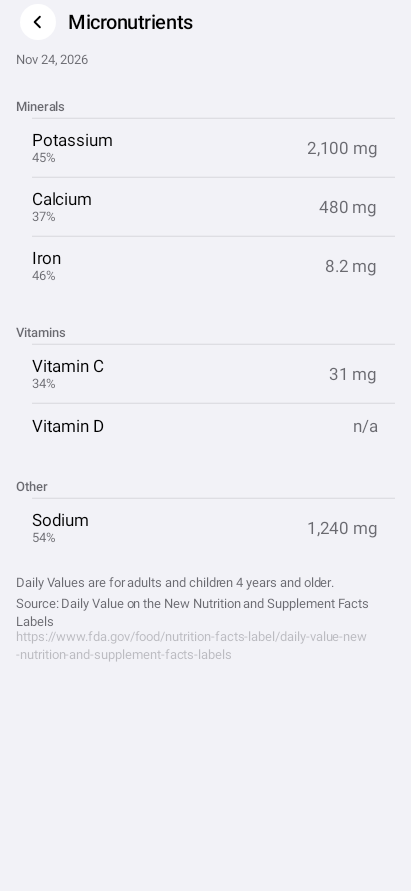 Micronutrients
Nov 24, 2026
Minerals
Potassium
45%
2,100 mg
Calcium
37%
480 mg
Iron
46%
8.2 mg
Vitamins
Vitamin C
34%
31 mg
Vitamin D
n/a
Other
Sodium
54%
1,240 mg
Daily Values are for adults and children 4 years and older.
Source: Daily Value on the New Nutrition and Supplement Facts
Labels
https://www.fda.gov/food/nutrition-facts-label/daily-value-new
-nutrition-and-supplement-facts-labels